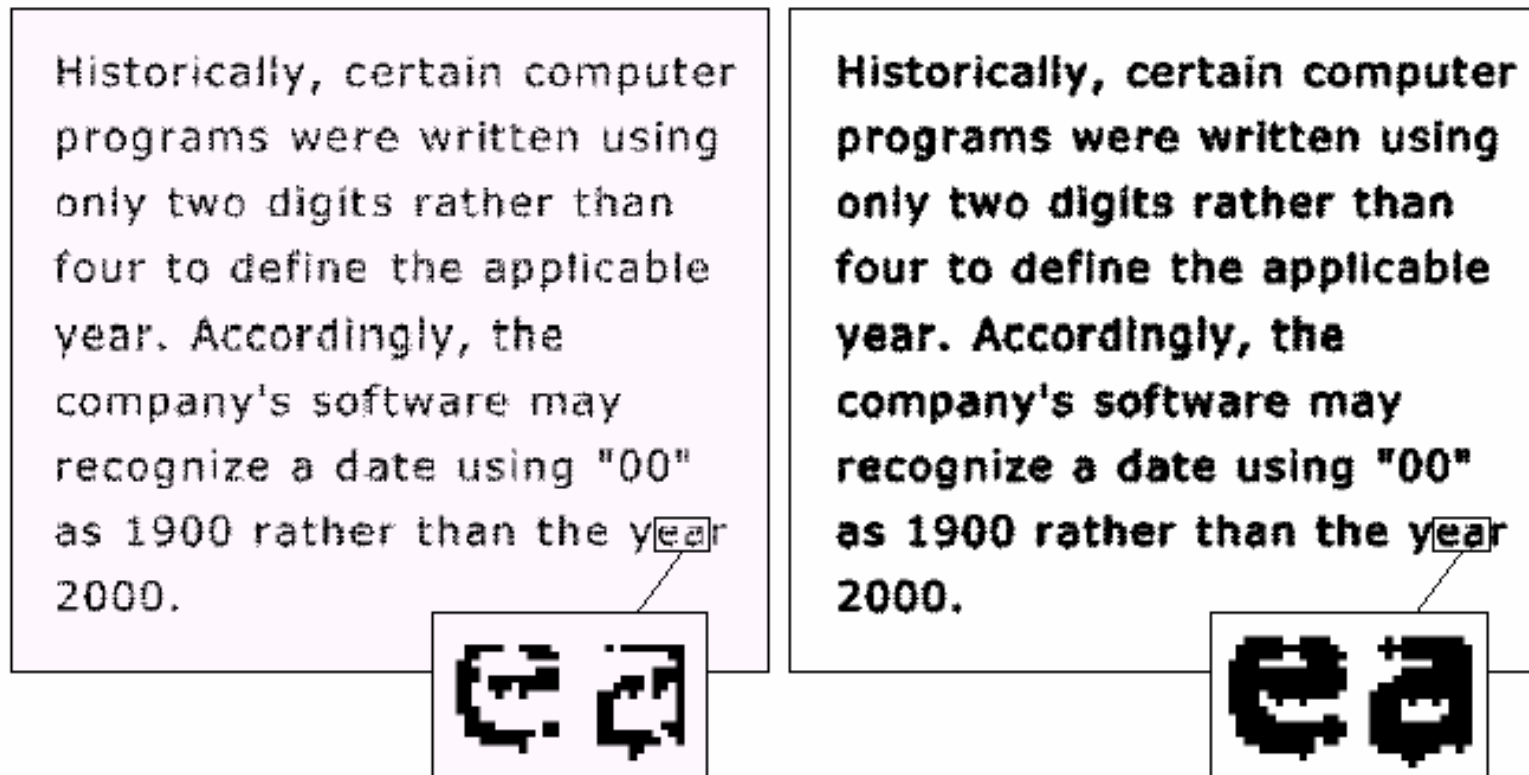 Historically, certain computer
programs were written using
only two digits rather than
four to define the applicable
year. Accordingly, the
company's software may
recognize a date using "00"
as 1900 rather than the year
2000.
ea
Historically, certain computer
programs were written using
only two digits rather than
four to define the applicable
year. Accordingly, the
company's software may
recognize a date using "00"
as 1900 rather than the year
2000.
ea